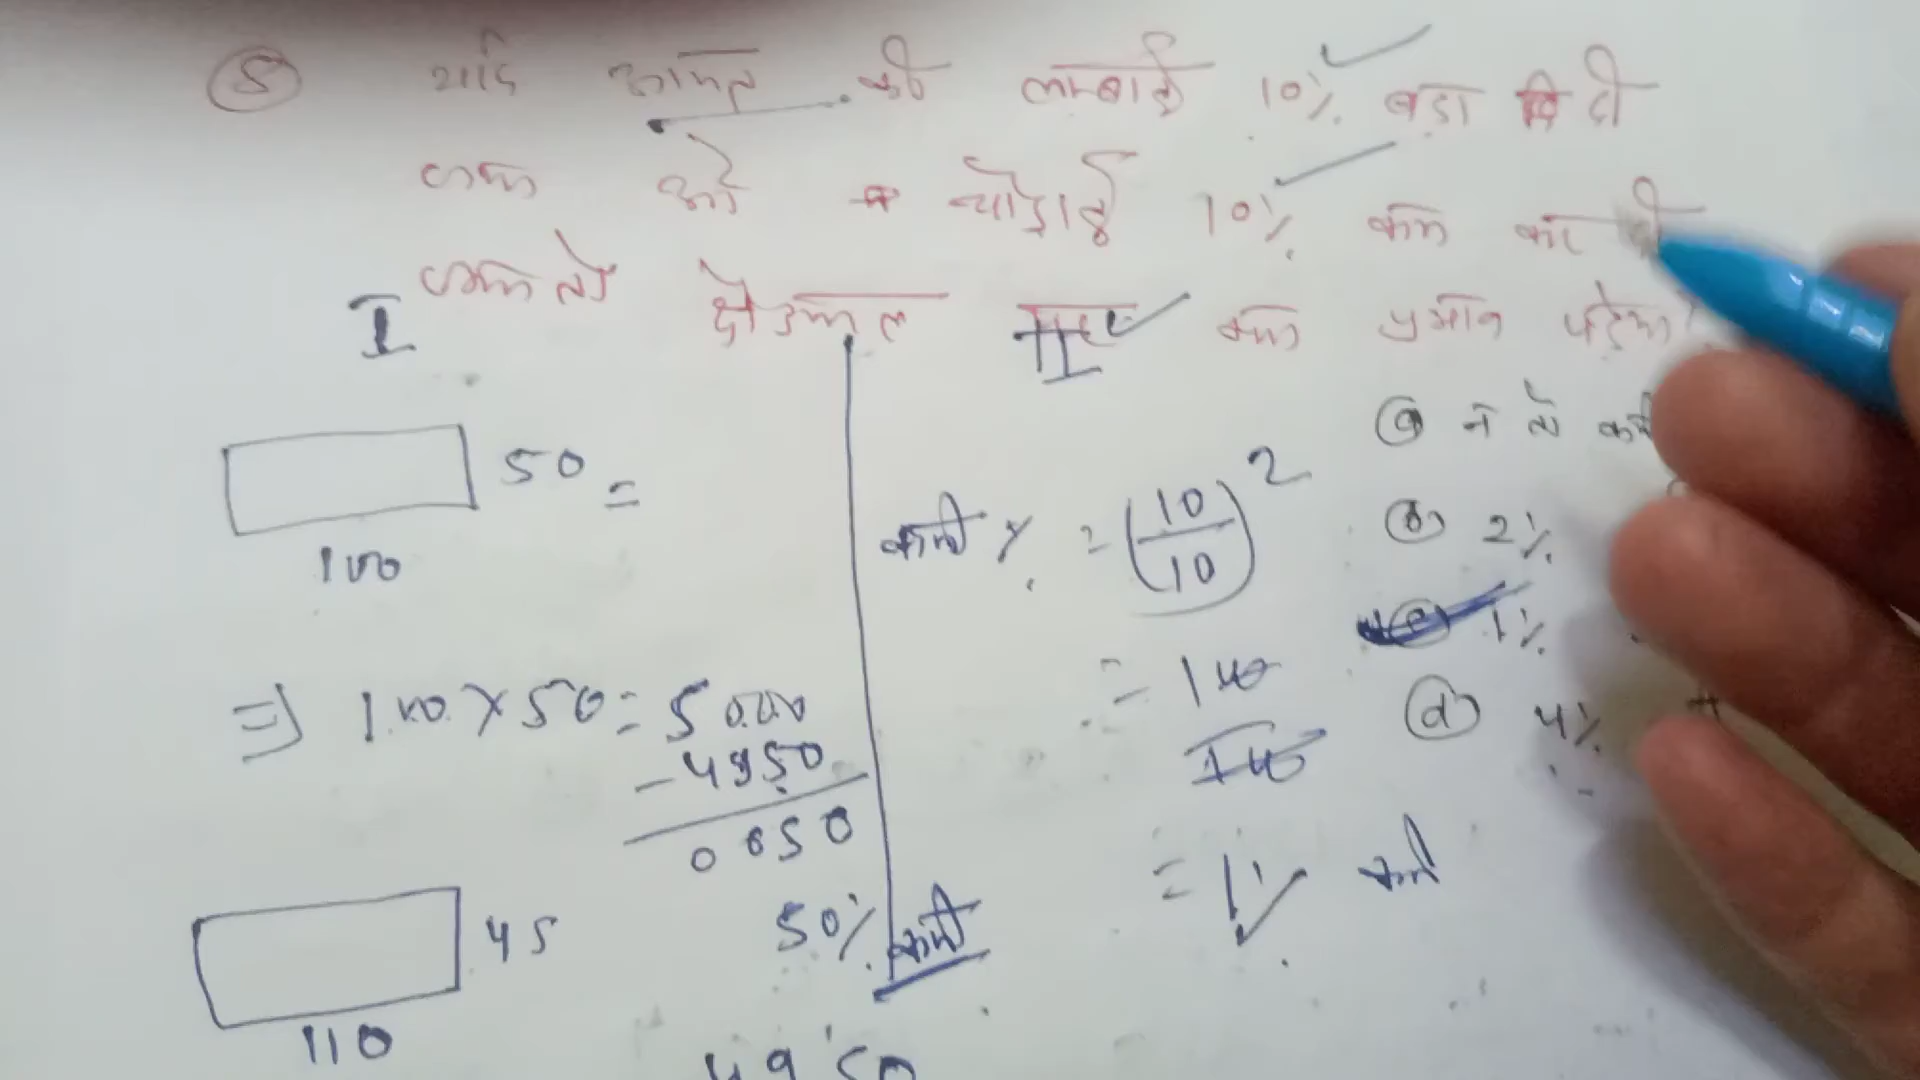 5 यदि आयत की लम्बाई 10% बढ़ा दी
जाय और चौड़ाई 10% कम कर दी
जाय तो क्षेत्रफल पर क्या प्रभाव पड़ेगा?
I
II
50 =
100
⇒ 100 × 50 = 5000
- 4950
0050
50% कमी
45
110
4950
कमी % = (10/10)²
= 100
100
= 1% कमी
(a) न तो कमी
(b) 2%
(c) 1%
(d) 4%